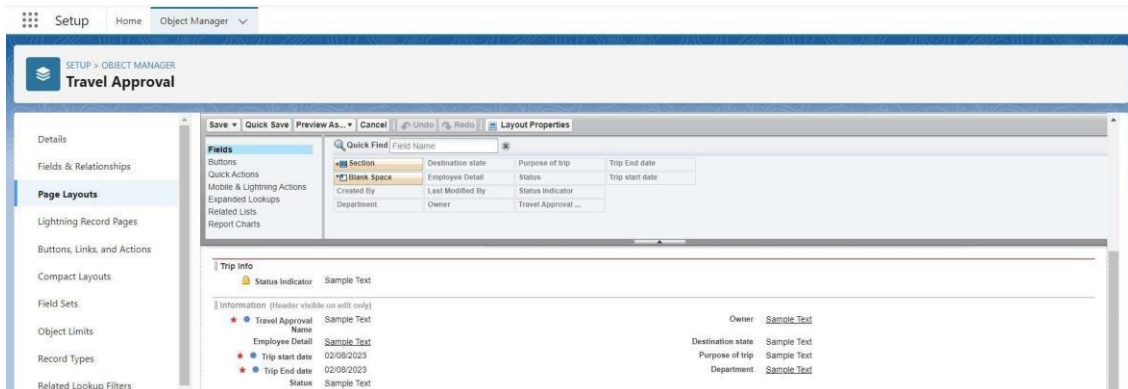 Setup Home Object Manager
SETUP > OBJECT MANAGER
Travel Approval
Details
Fields & Relationships
Page Layouts
Lightning Record Pages
Buttons, Links, and Actions
Compact Layouts
Field Sets
Object Limits
Record Types
Related Lookup Filters
Save Quick Save Preview As... Cancel Undo Redo Layout Properties
Fields
Buttons
Quick Actions
Mobile & Lightning Actions
Expanded Lookups
Related Lists
Report Charts
Quick Find Field Name
Section Destination state Purpose of trip Trip End date
Blank Space Employee Detail Status Trip start date
Created By Last Modified By Status Indicator
Department Owner Travel Approval ...
Trip Info
Status Indicator Sample Text
Information (Header visible on edit only)
Travel Approval Name Sample Text Owner Sample Text
Employee Detail Sample Text Destination state Sample Text
Trip start date 02/08/2023 Purpose of trip Sample Text
Trip End date 02/08/2023 Department Sample Text
Status Sample Text